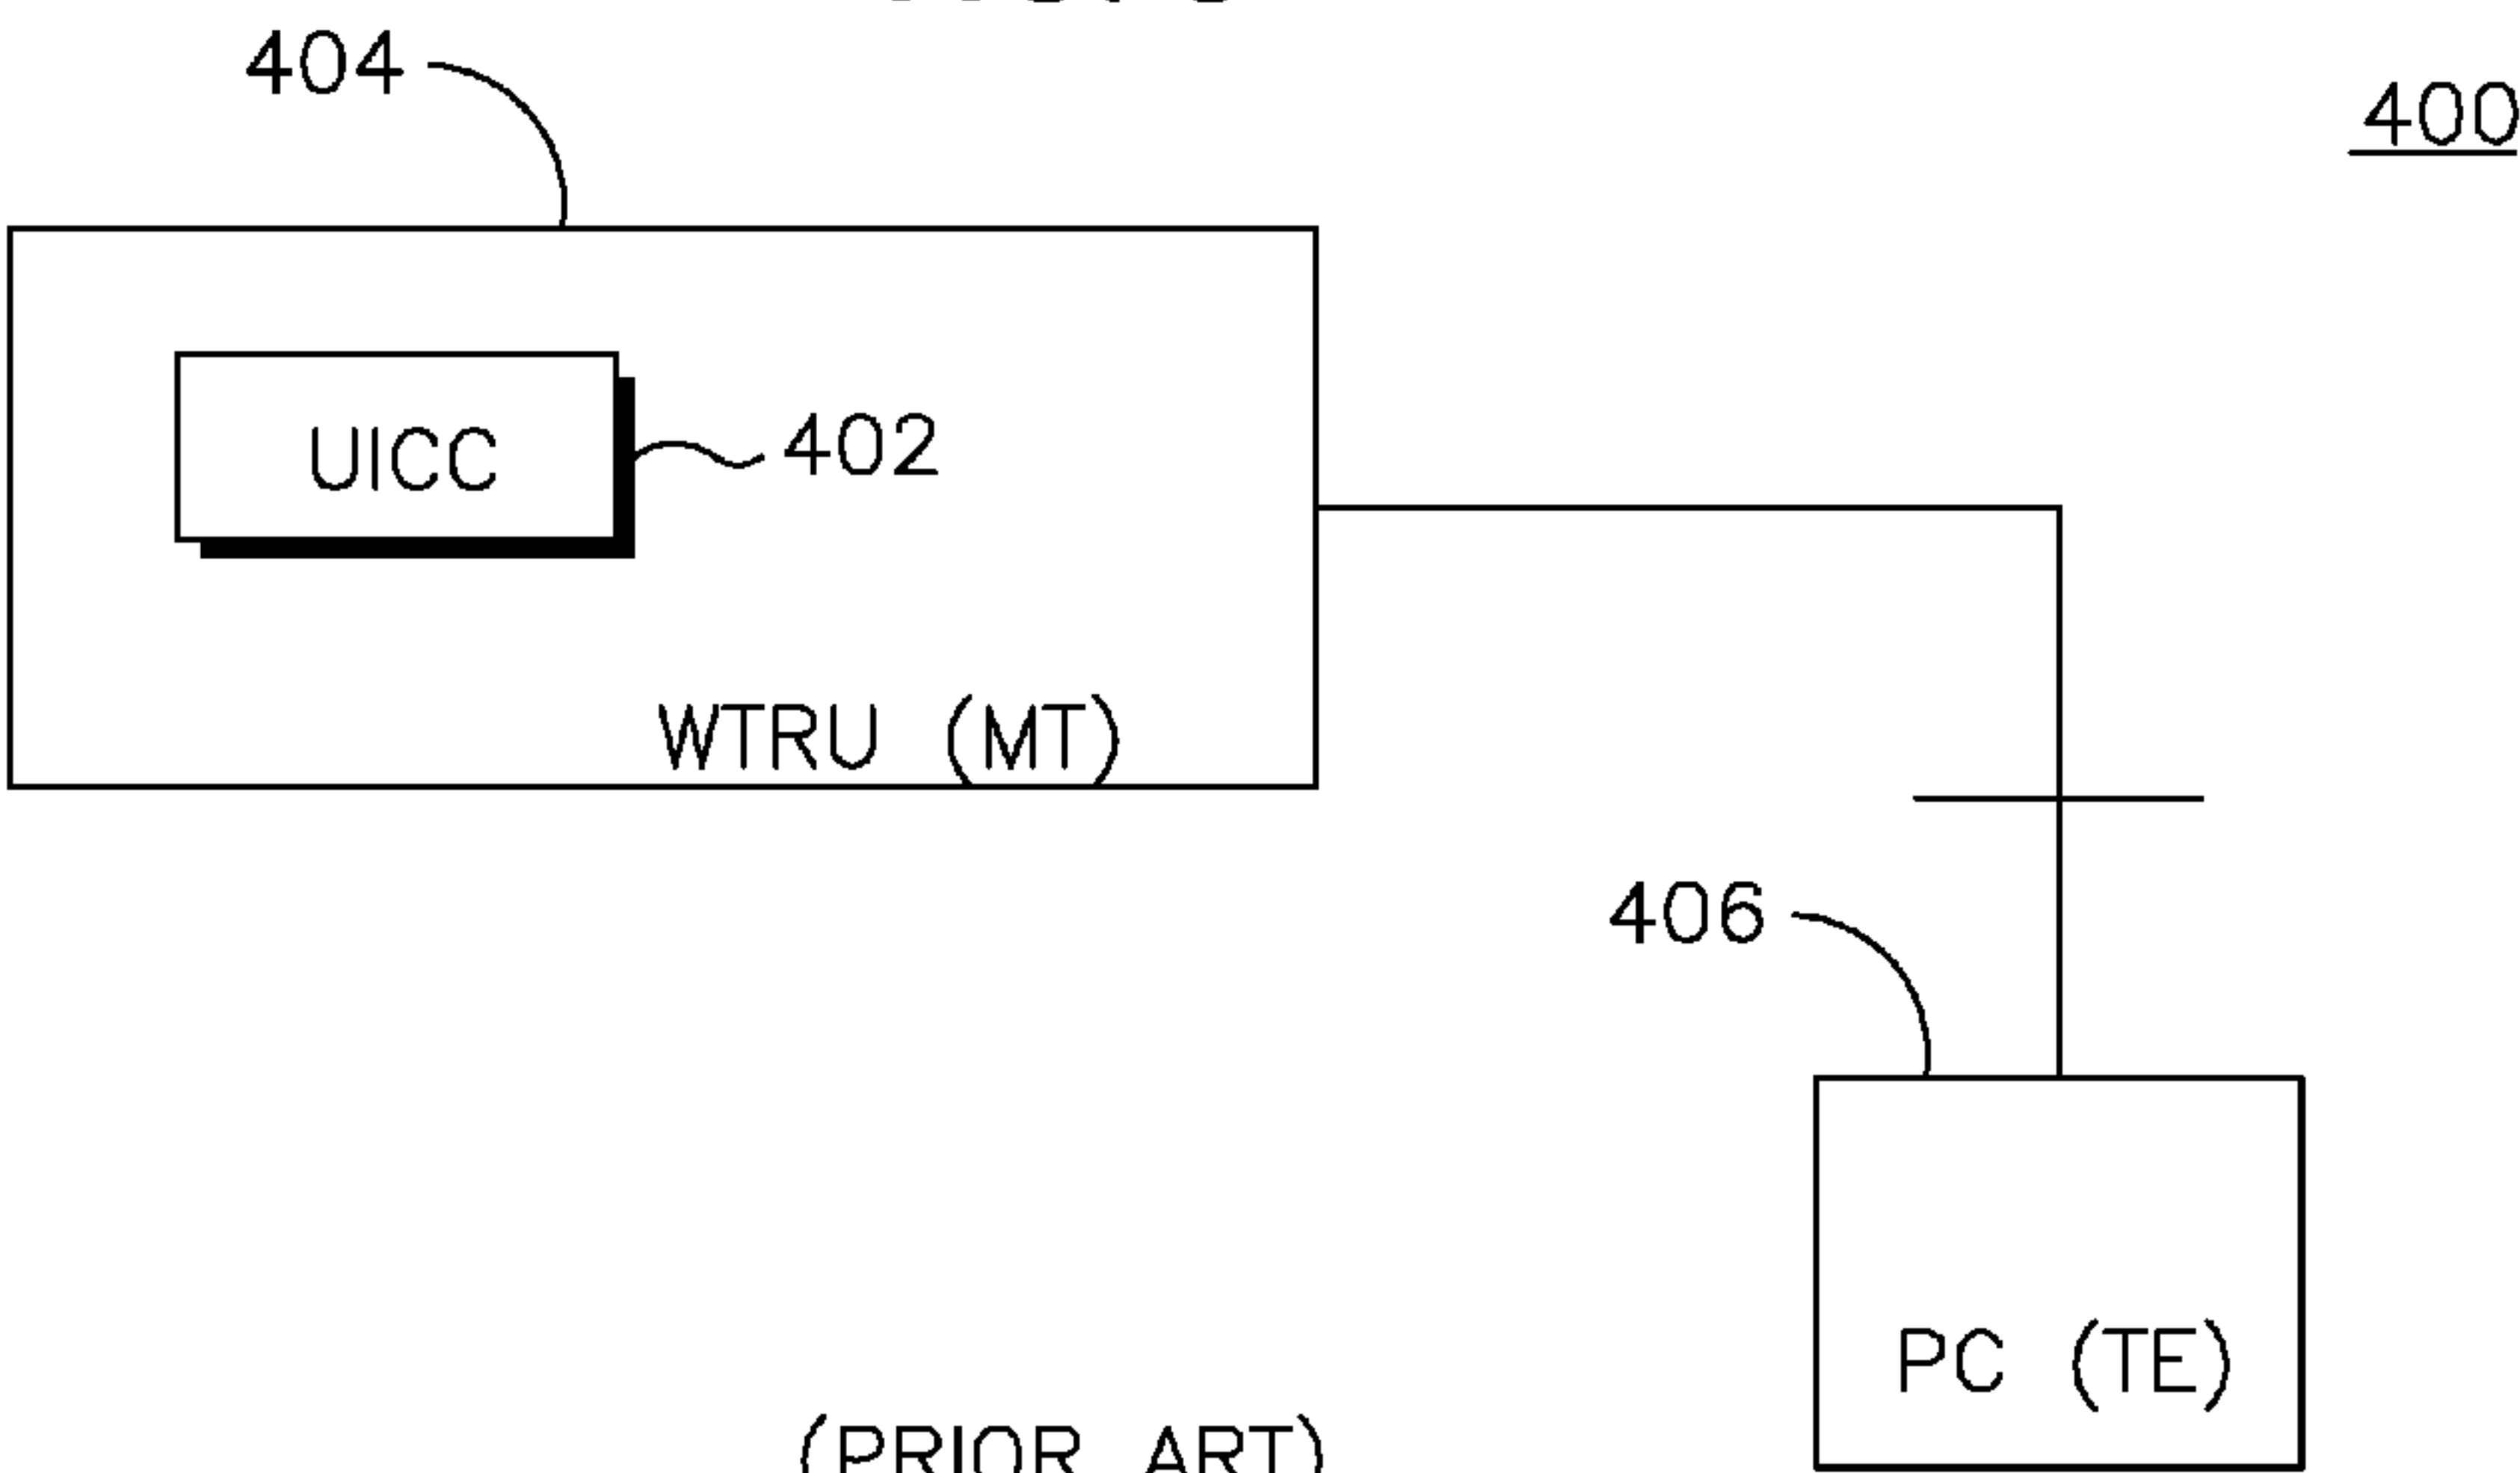 404
400
UICC
402
WTRU (MT)
406
PC (TE)
(PRIOR ART)